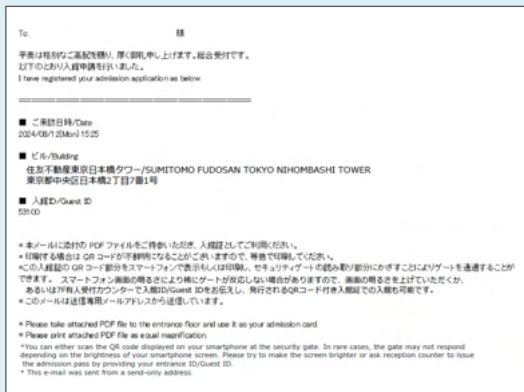 To: 様
平素は格別なご高配を賜り、厚く御礼申し上げます。総合受付です。
以下のとおり入館申請を行いました。
I have registered your admission application as below.
■ ご来訪日時/Date
2024/08/12(Mon) 15:25
■ ビル/Building
住友不動産東京日本橋タワー/SUMITOMO FUDOSAN TOKYO NIHOMBASHI TOWER
東京都中央区日本橋2丁目7番1号
■ 入館ID/Guest ID
53100
* 本メールに添付の PDF ファイルをご持参いただき、入館証としてご利用ください。
* 印刷する場合は QR コードが不鮮明になることがございますので、等倍で印刷してください。
*この入館証の QR コード部分をスマートフォンで表示もしくは印刷し、セキュリティゲートの読み取り部分にかざすことによりゲートを通過することが
できます。 スマートフォン画面の明るさにより稀にゲートが反応しない場合がありますので、画面の明るさを上げていただくか、
あるいは7F有人受付カウンターで入館ID/Guest IDをお伝えし、発行されるQRコード付き入館証での入館も可能です。
* このメールは送信専用メールアドレスから送信しています。
* Please take attached PDF file to the entrance floor and use it as your admission card.
* Please print attached PDF file as equal magnification.
*You can either scan the QR code displayed on your smartphone at the security gate. In rare cases, the gate may not respond
depending on the brightness of your smartphone screen. Please try to make the screen brighter or ask reception counter to issue
the admission pass by providing your entrance ID/Guest ID.
* This e-mail was sent from a send-only address.